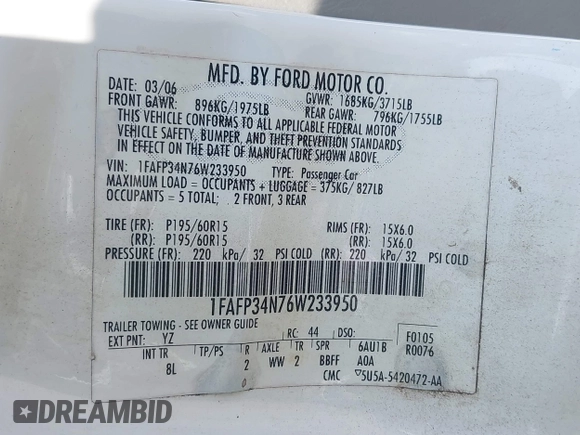 MFD. BY FORD MOTOR CO.
DATE: 03/06 GVWR: 1685KG/3715LB
FRONT GAWR: 896KG/1975LB REAR GAWR: 796KG/1755LB
THIS VEHICLE CONFORMS TO ALL APPLICABLE FEDERAL MOTOR
VEHICLE SAFETY, BUMPER, AND THEFT PREVENTION STANDARDS
IN EFFECT ON THE DATE OF MANUFACTURE SHOWN ABOVE.
VIN: 1FAFP34N76W233950 TYPE: Passenger Car
MAXIMUM LOAD = OCCUPANTS + LUGGAGE = 375KG/827LB
OCCUPANTS = 5 TOTAL; 2 FRONT, 3 REAR
TIRE (FR): P195/60R15 RIMS (FR): 15X6.0
(RR): P195/60R15 (RR): 15X6.0
PRESSURE (FR): 220 kPa/ 32 PSI COLD (RR): 220 kPa/ 32 PSI COLD
1FAFP34N76W233950
TRAILER TOWING - SEE OWNER GUIDE
EXT PNT: YZ RC: 44 DSO: F0105
INT TR TP/PS R AXLE TR SPR 6AU1B R0076
8L 2 WW 2 BBFF A0A
0 CMC ▽5U5A-5420472-AA
DREAMBID